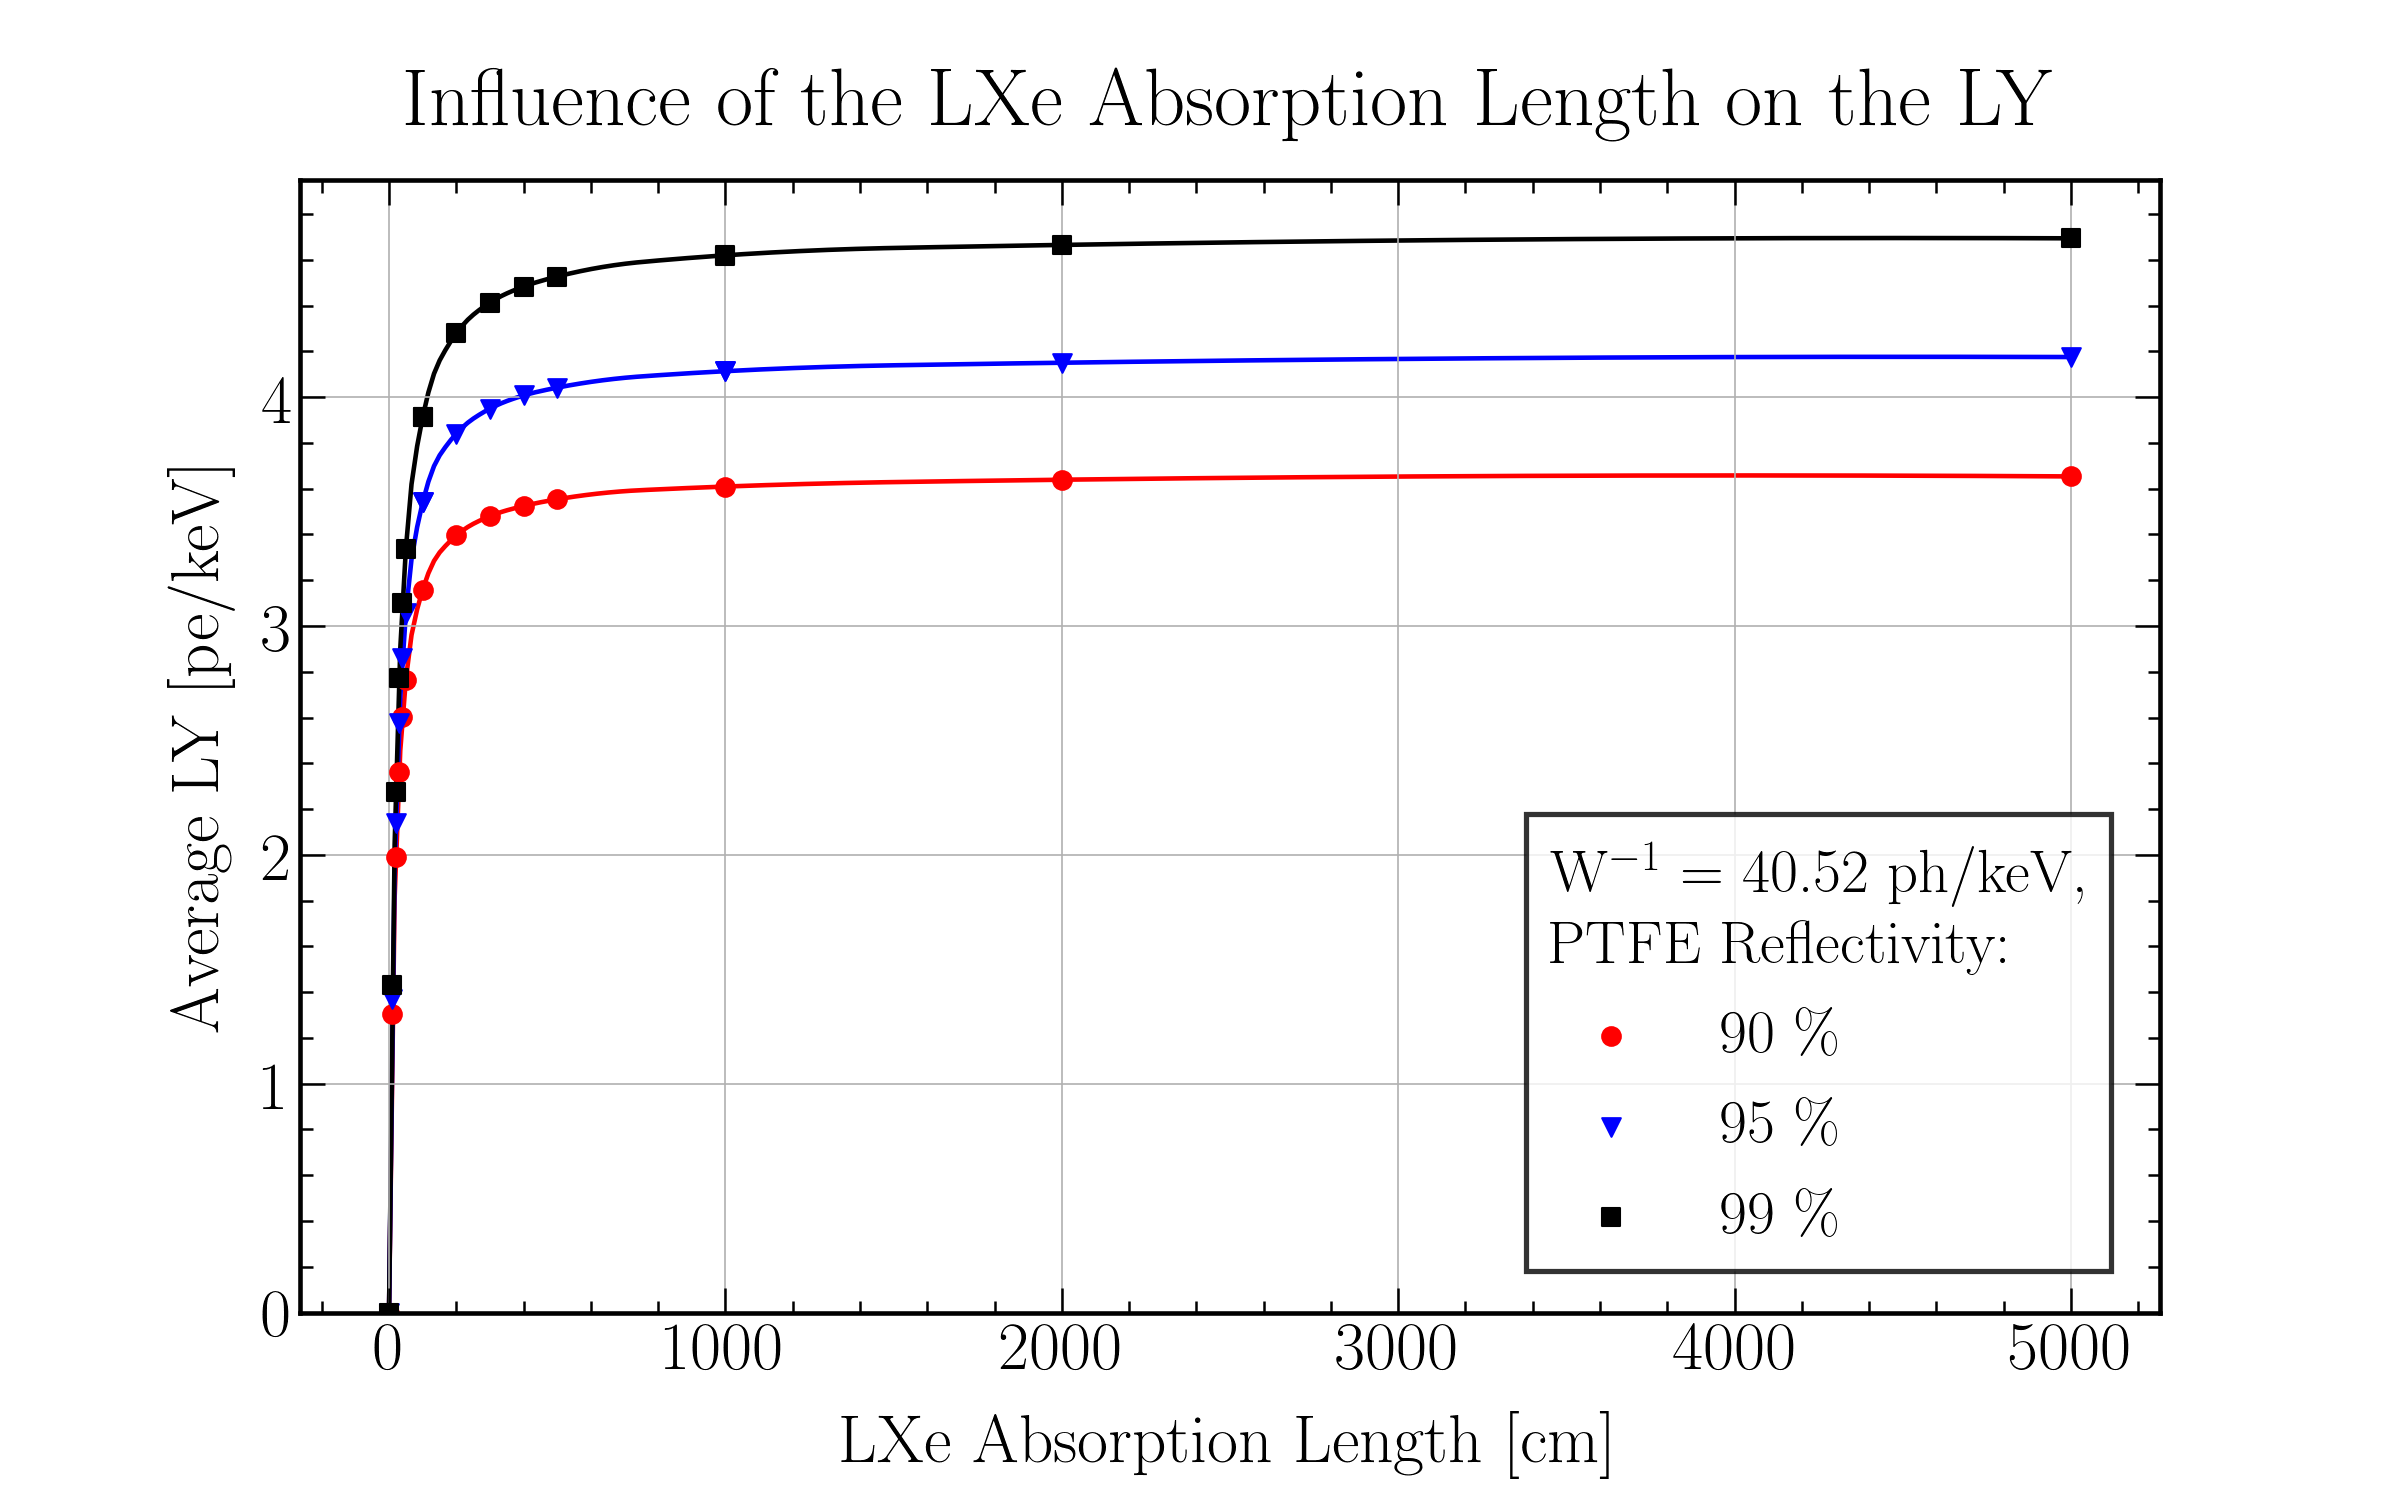 Influence of the LXe Absorption Length on the LY
Average LY [pe/keV]
4
3
2
1
0
W⁻¹ = 40.52 ph/keV,
PTFE Reflectivity:
90 %
95 %
99 %
0 1000 2000 3000 4000 5000
LXe Absorption Length [cm]